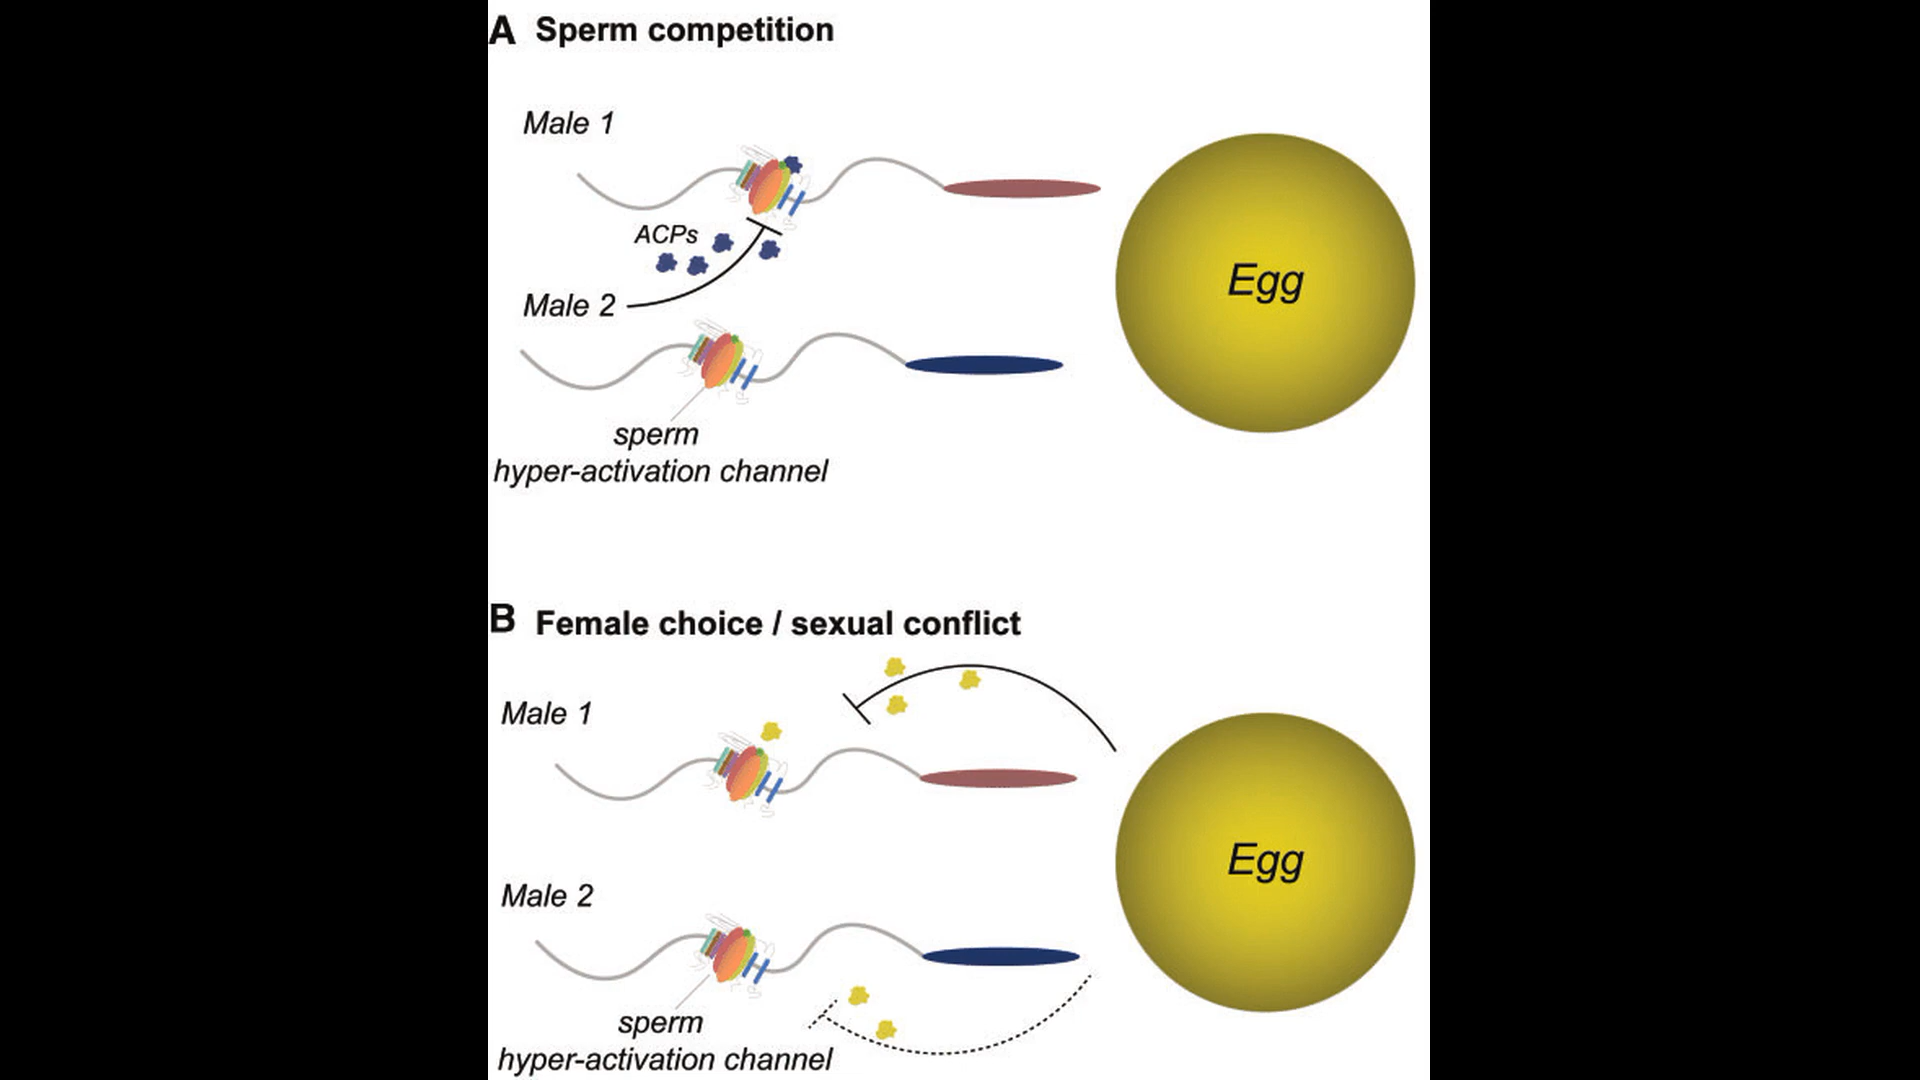 A Sperm competition
Male 1
ACPs
Male 2
Egg
sperm
hyper-activation channel
B Female choice / sexual conflict
Male 1
Egg
Male 2
sperm
hyper-activation channel